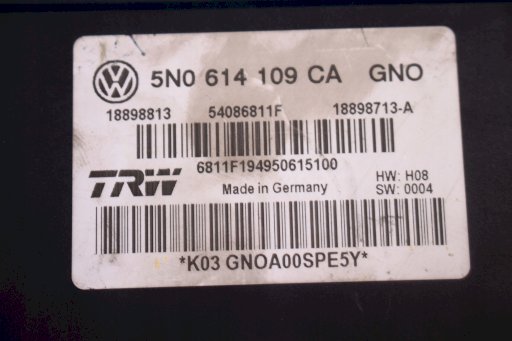 5N0 614 109 CA GNO
18898813 54086811F 18898713-A
6811F194950615100
TRW Made in Germany HW: H08
SW: 0004
*K03 GNOA00SPE5Y*